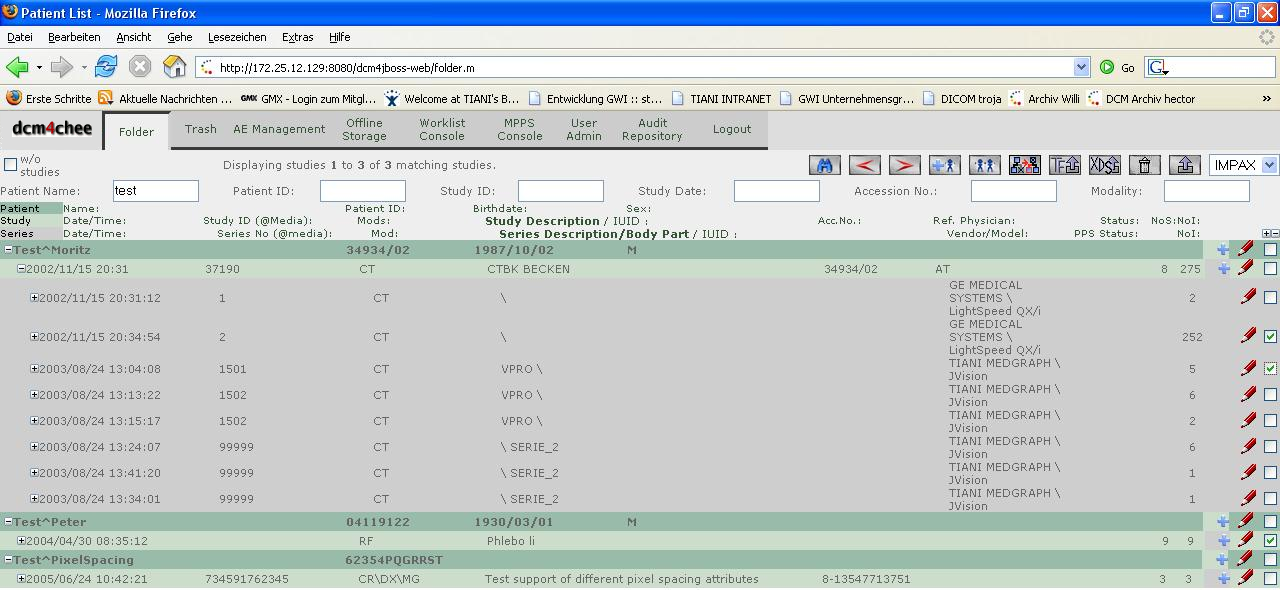 Patient List - Mozilla Firefox
Datei Bearbeiten Ansicht Gehe Lesezeichen Extras Hilfe
http://172.25.12.129:8080/dcm4jboss-web/folder.m Go G
Erste Schritte Aktuelle Nachrichten ... GMX GMX - Login zum Mitgl... Welcome at TIANI's B... Entwicklung GWI :: st... TIANI INTRANET GWI Unternehmensgr... DICOM troja Archiv Willi DCM Archiv hector »
dcm4chee Folder Trash AE Management Offline Storage Worklist Console MPPS Console User Admin Audit Repository Logout
w/o studies Displaying studies 1 to 3 of 3 matching studies. IMPAX
Patient Name: test Patient ID: Study ID: Study Date: Accession No.: Modality:
Patient Name: Patient ID: Birthdate: Sex:
Study Date/Time: Study ID (@Media): Mods: Study Description / IUID : Acc.No.: Ref. Physician: Status: NoS: NoI:
Series Date/Time: Series No (@media): Mod: Series Description/Body Part / IUID : Vendor/Model: PPS Status: NoI:
Test^Moritz 34934/02 1987/10/02 M
2002/11/15 20:31 37190 CT CTBK BECKEN 34934/02 AT 8 275
2002/11/15 20:31:12 1 CT \ GE MEDICAL SYSTEMS \ LightSpeed QX/i 2
2002/11/15 20:34:54 2 CT \ GE MEDICAL SYSTEMS \ LightSpeed QX/i 252
2003/08/24 13:04:08 1501 CT VPRO \ TIANI MEDGRAPH \ JVision 5
2003/08/24 13:13:22 1502 CT VPRO \ TIANI MEDGRAPH \ JVision 6
2003/08/24 13:15:17 1502 CT VPRO \ TIANI MEDGRAPH \ JVision 2
2003/08/24 13:24:07 99999 CT \ SERIE_2 TIANI MEDGRAPH \ JVision 6
2003/08/24 13:41:20 99999 CT \ SERIE_2 TIANI MEDGRAPH \ JVision 1
2003/08/24 13:34:01 99999 CT \ SERIE_2 TIANI MEDGRAPH \ JVision 1
Test^Peter 04119122 1930/03/01 M
2004/04/30 08:35:12 RF Phlebo li 9 9
Test^PixelSpacing 62354PQGRRST
2005/06/24 10:42:21 734591762345 CR\DX\MG Test support of different pixel spacing attributes 8-13547713751 3 3